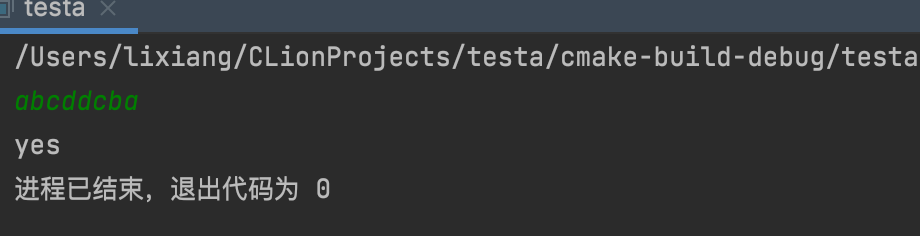 testa
/Users/lixiang/CLionProjects/testa/cmake-build-debug/testa
abcddcba
yes
进程已结束，退出代码为 0